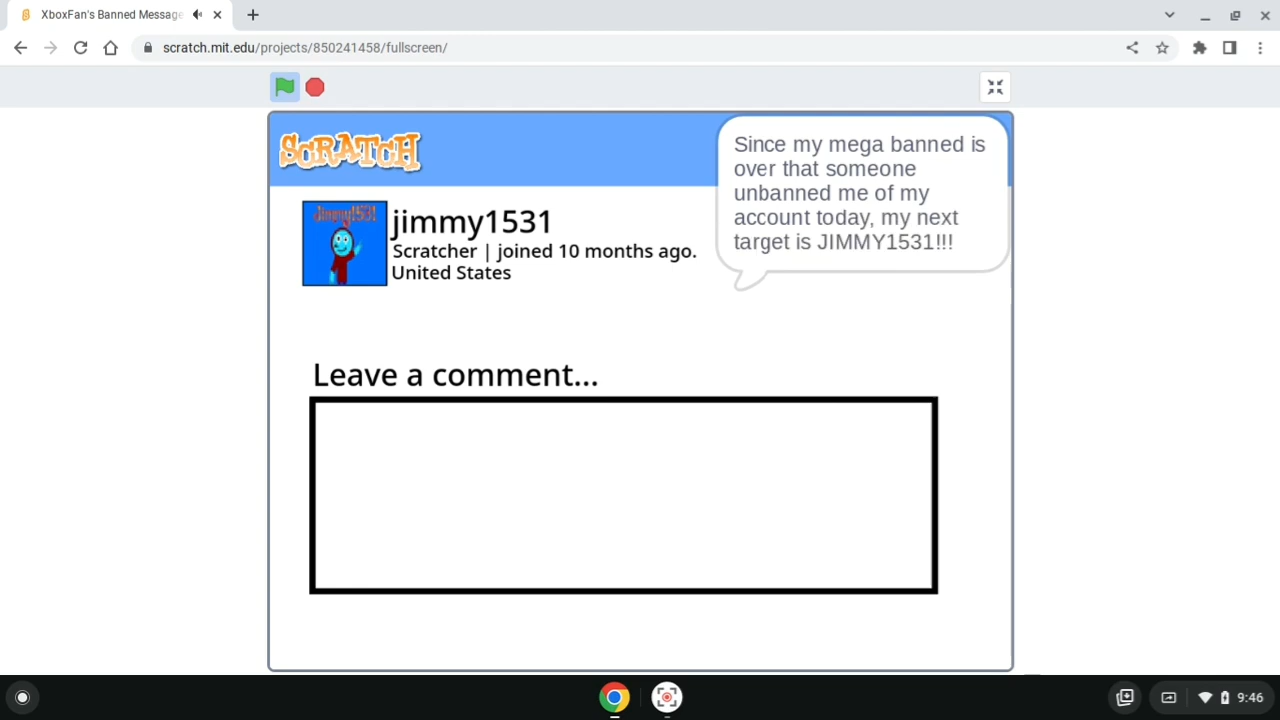 XboxFan's Banned Message
scratch.mit.edu/projects/850241458/fullscreen/
SCRATCH
Since my mega banned is
over that someone
unbanned me of my
account today, my next
target is JIMMY1531!!!
Jimmy1531
jimmy1531
Scratcher | joined 10 months ago.
United States
Leave a comment...
9:46